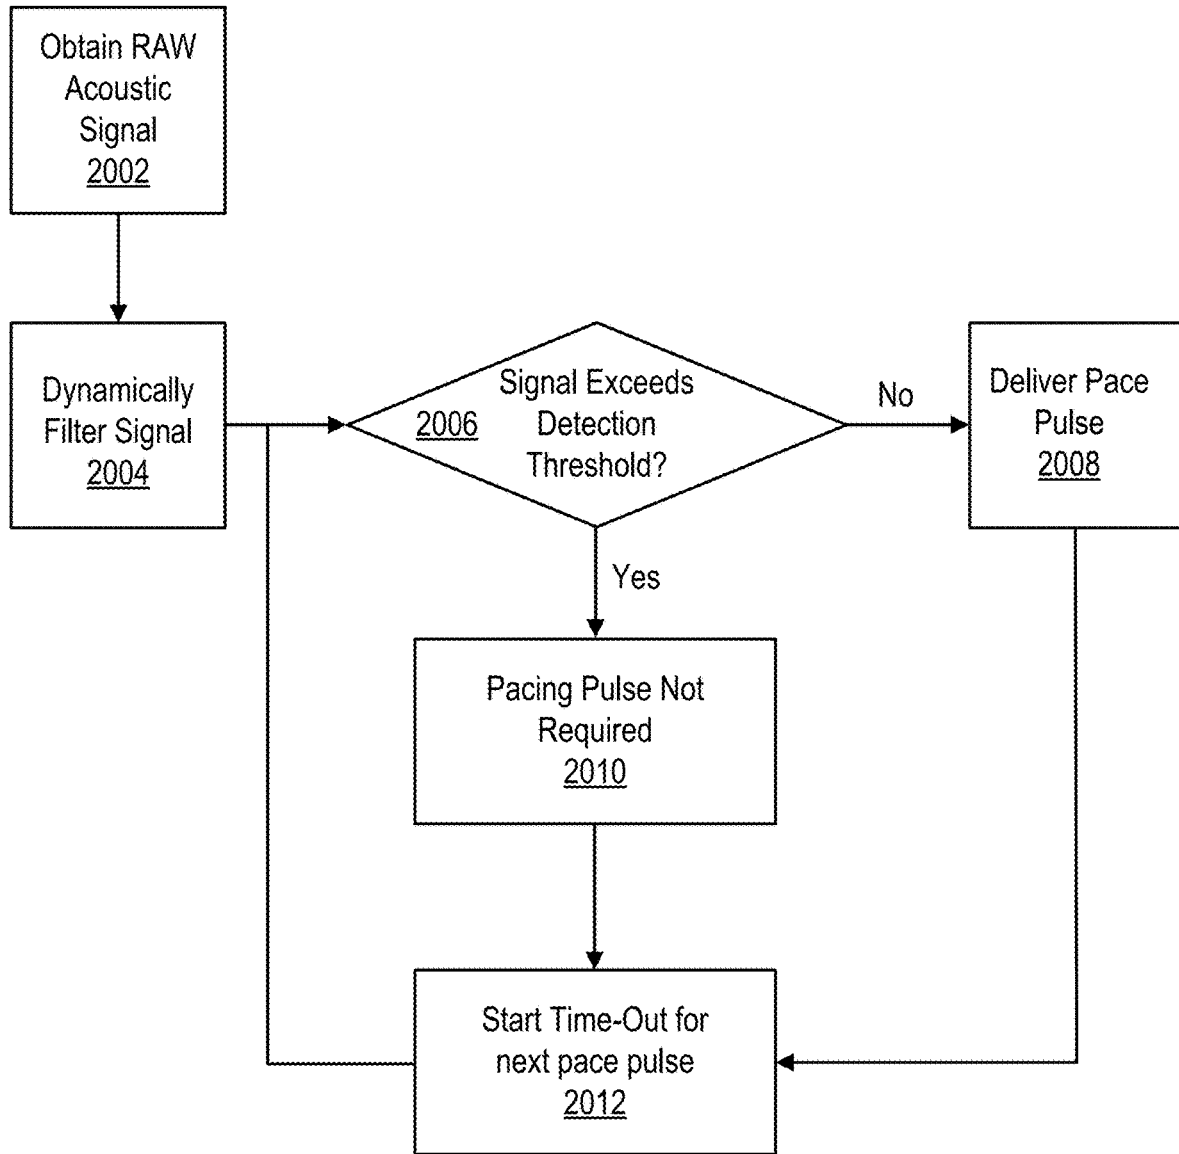 Obtain RAW
Acoustic
Signal
2002
Dynamically
Filter Signal
2004
2006
Signal Exceeds
Detection
Threshold?
No
Deliver Pace
Pulse
2008
Yes
Pacing Pulse Not
Required
2010
Start Time-Out for
next pace pulse
2012